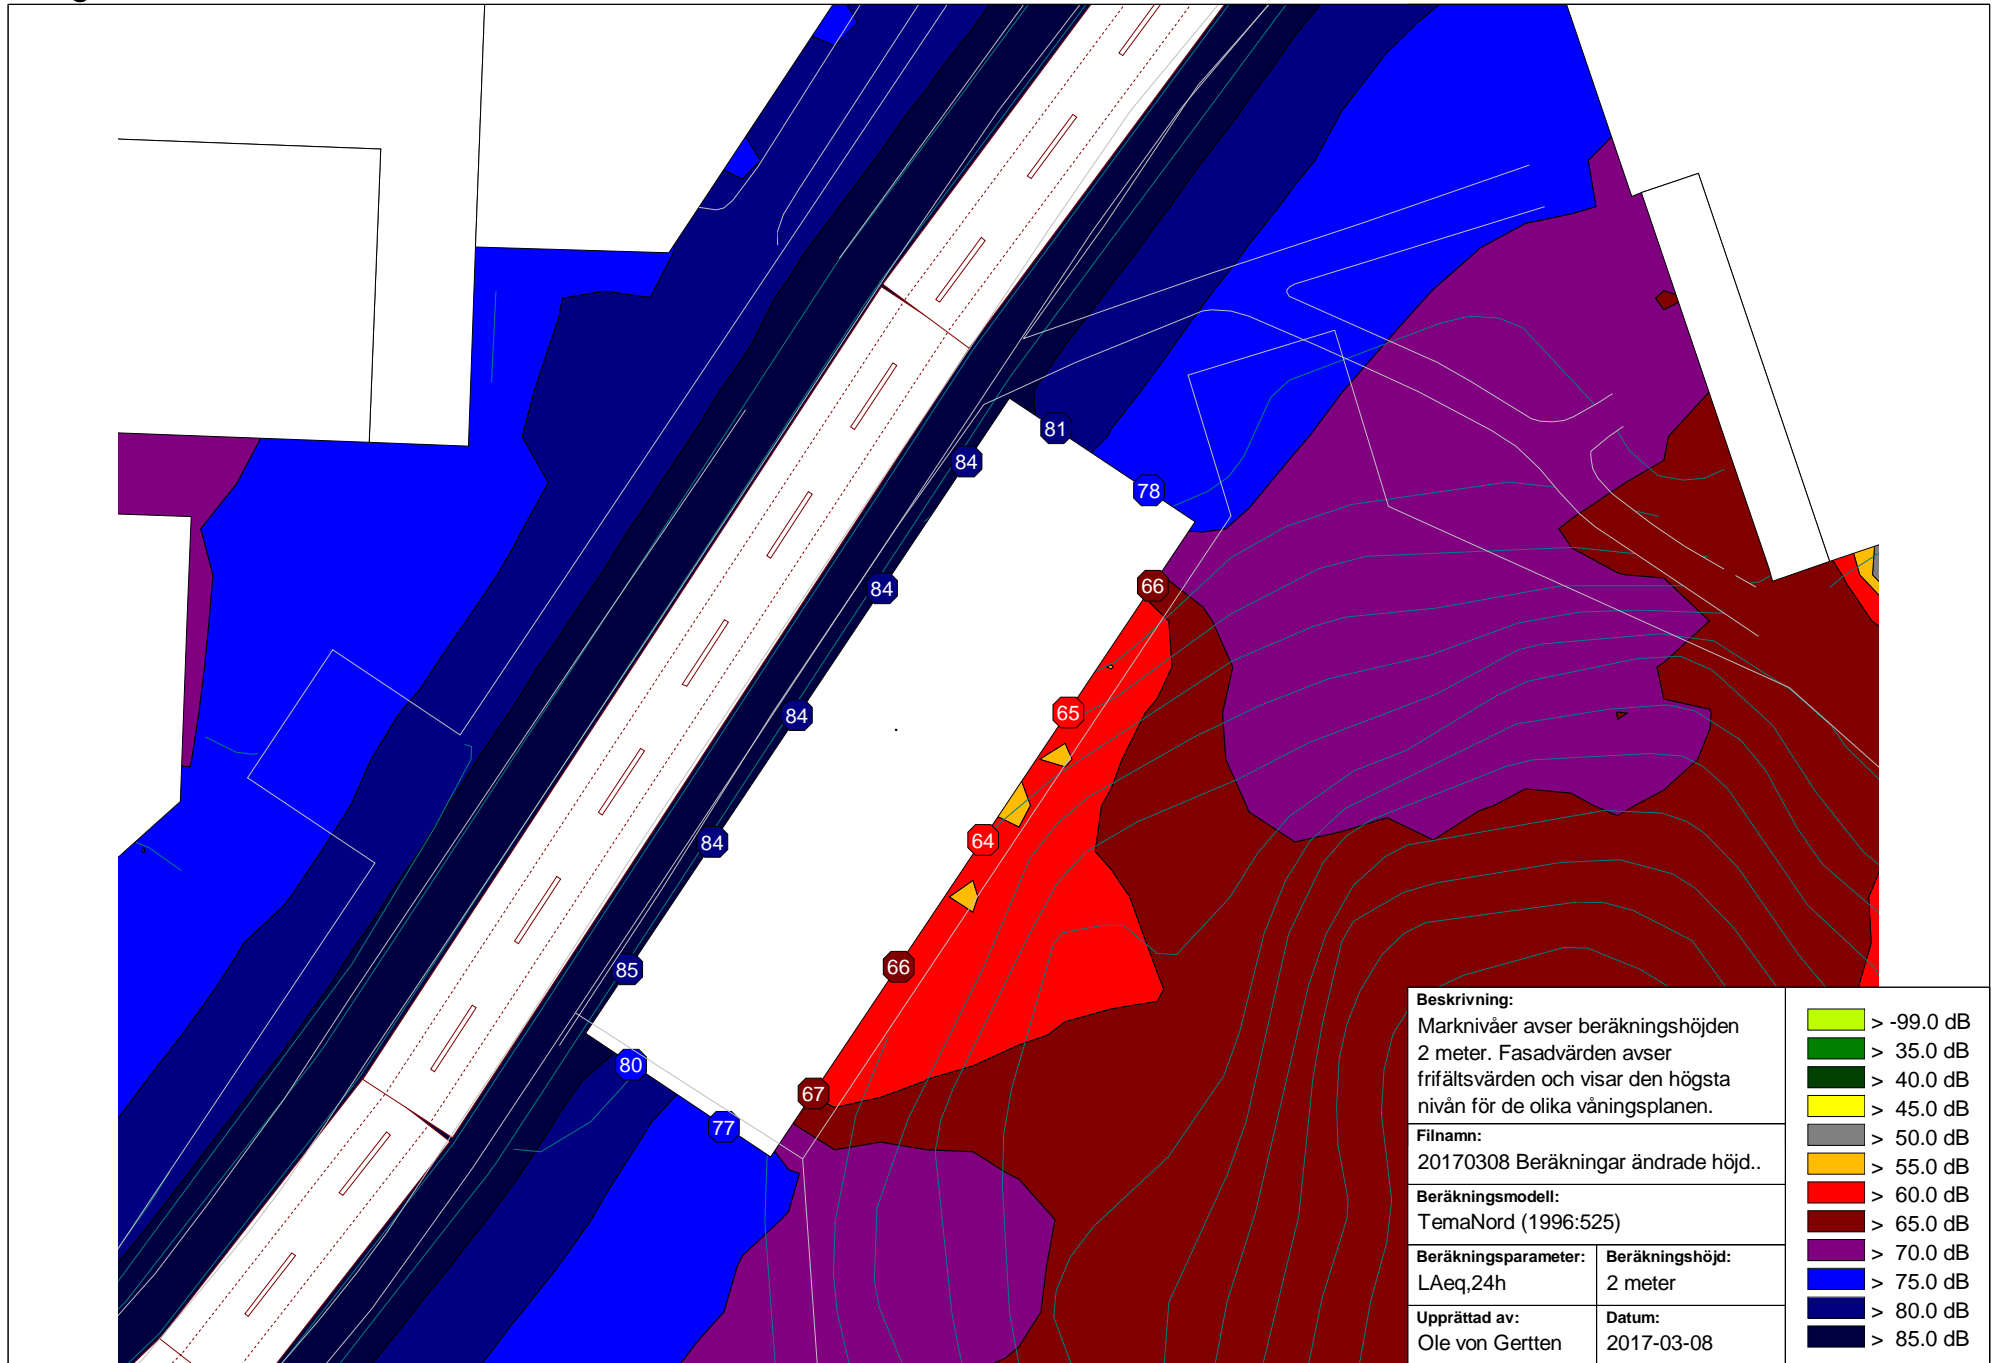 81
84
78
84
66
65
84
84
64
85
66
80
67
77
Beskrivning:
Marknivåer avser beräkningshöjden
2 meter. Fasadvärden avser
frifältsvärden och visar den högsta
nivån för de olika våningsplanen.
Filnamn:
20170308 Beräkningar ändrade höjd..
Beräkningsmodell:
TemaNord (1996:525)
Beräkningsparameter:
LAeq,24h
Beräkningshöjd:
2 meter
Upprättad av:
Ole von Gertten
Datum:
2017-03-08
> -99.0 dB
> 35.0 dB
> 40.0 dB
> 45.0 dB
> 50.0 dB
> 55.0 dB
> 60.0 dB
> 65.0 dB
> 70.0 dB
> 75.0 dB
> 80.0 dB
> 85.0 dB